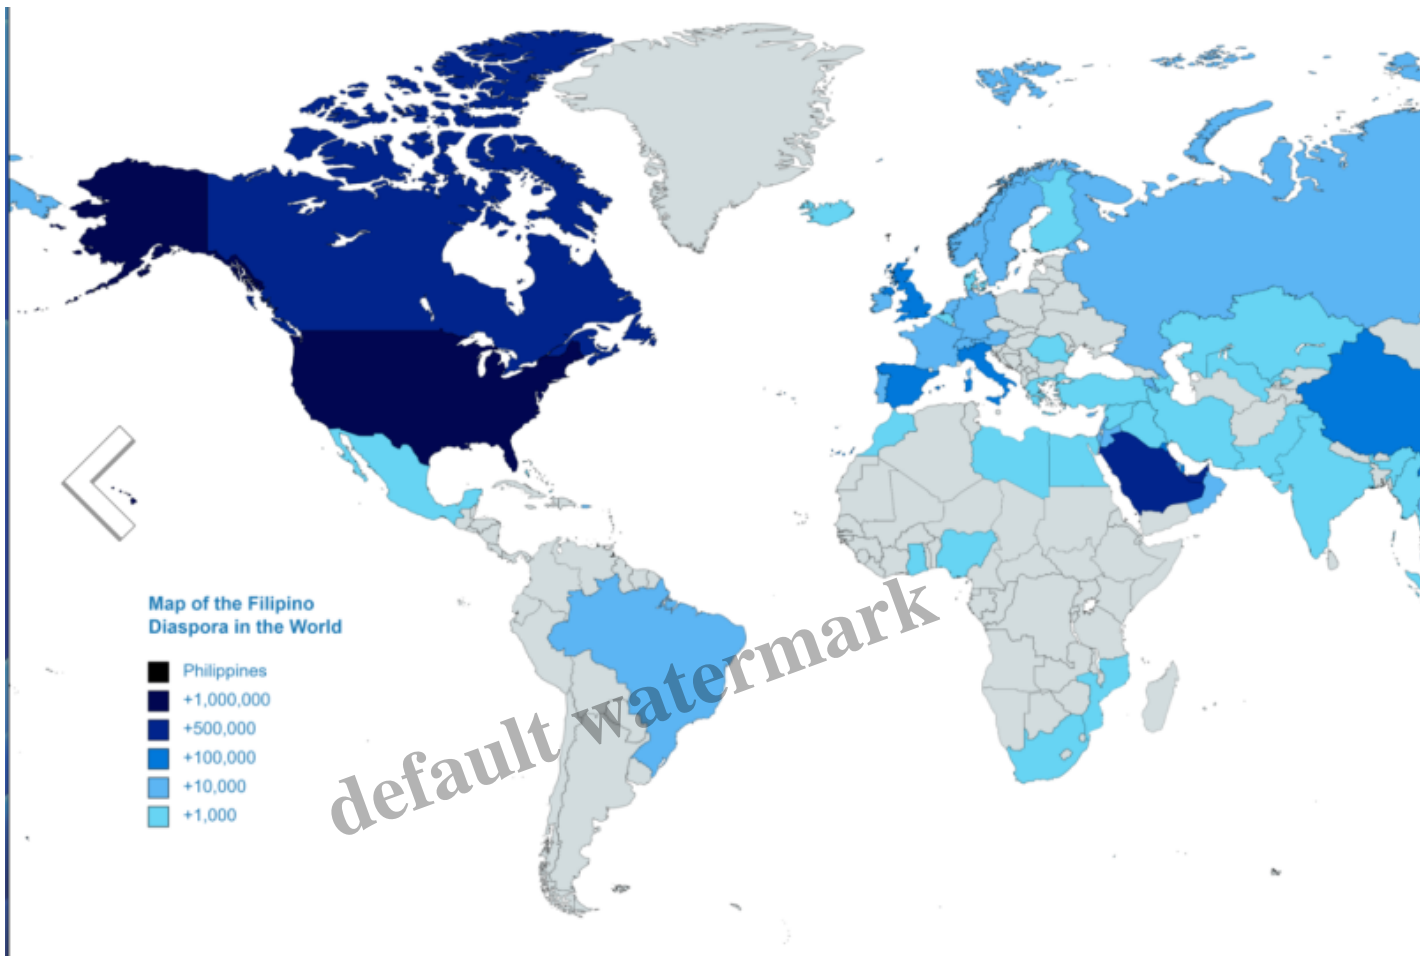 Map of the Filipino
Diaspora in the World
Philippines
+1,000,000
+500,000
+100,000
+10,000
+1,000
default watermark